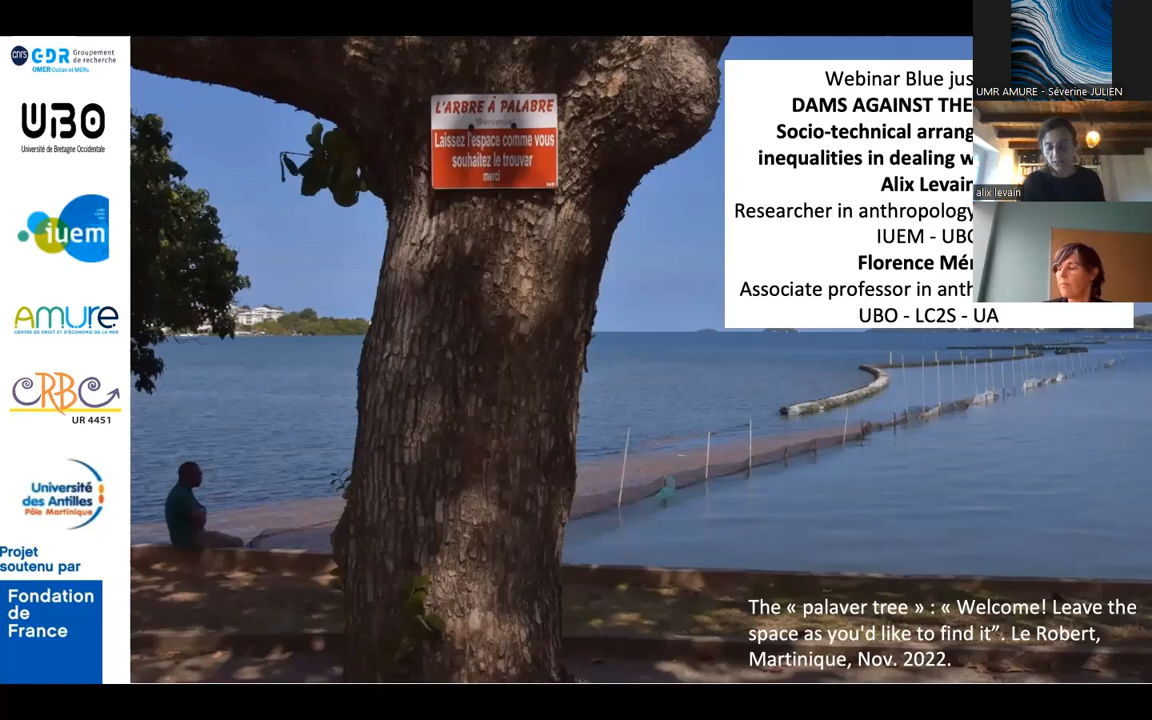 cnrs
GDR
Groupement
de recherche
OMER Océan et MERs
UBO
Université de Bretagne Occidentale
iuem
AMURE
CENTRE DE DROIT ET D'ÉCONOMIE DE LA MER
CRBC
UR 4451
Université
des Antilles
Pôle Martinique
Projet
soutenu par
Fondation
de
France
L'ARBRE À PALABRE
Bienvenue
Laissez l'espace comme vous
souhaitez le trouver
merci
Webinar Blue jus
DAMS AGAINST THE
Socio-technical arrang
inequalities in dealing w
Alix Levain
Researcher in anthropology
IUEM - UBO
Florence Mén
Associate professor in anth
UBO - LC2S - UA
UMR AMURE - Séverine JULIEN
alix levain
The « palaver tree » : « Welcome! Leave the
space as you'd like to find it”. Le Robert,
Martinique, Nov. 2022.